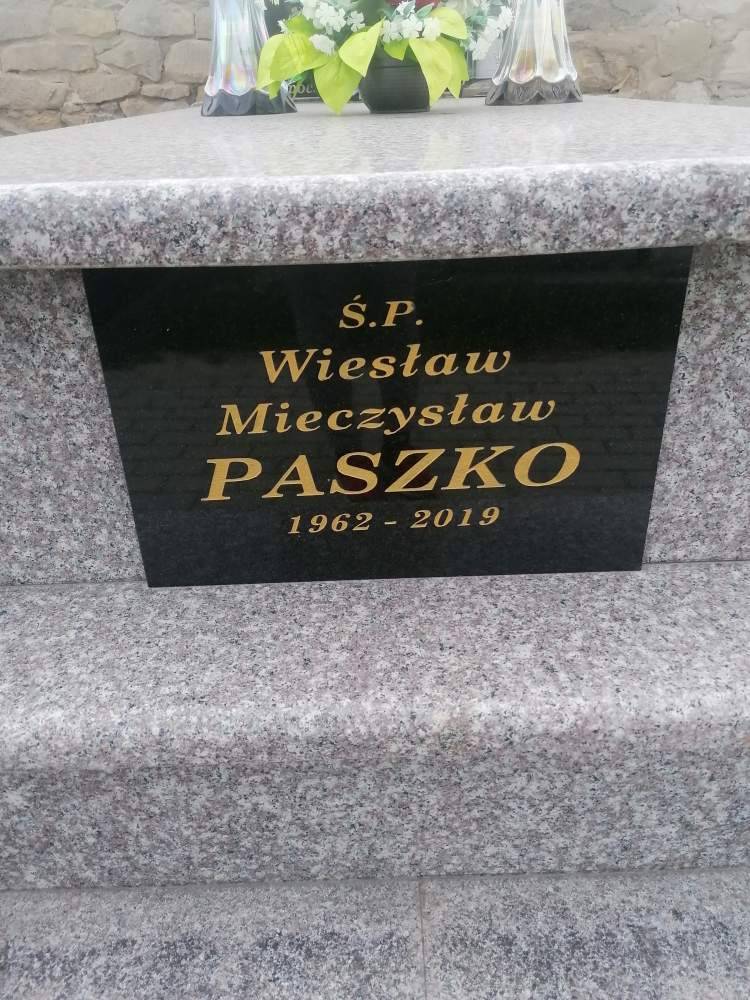 Ś.P.
Wiesław
Mieczysław
PASZKO
1962 - 2019